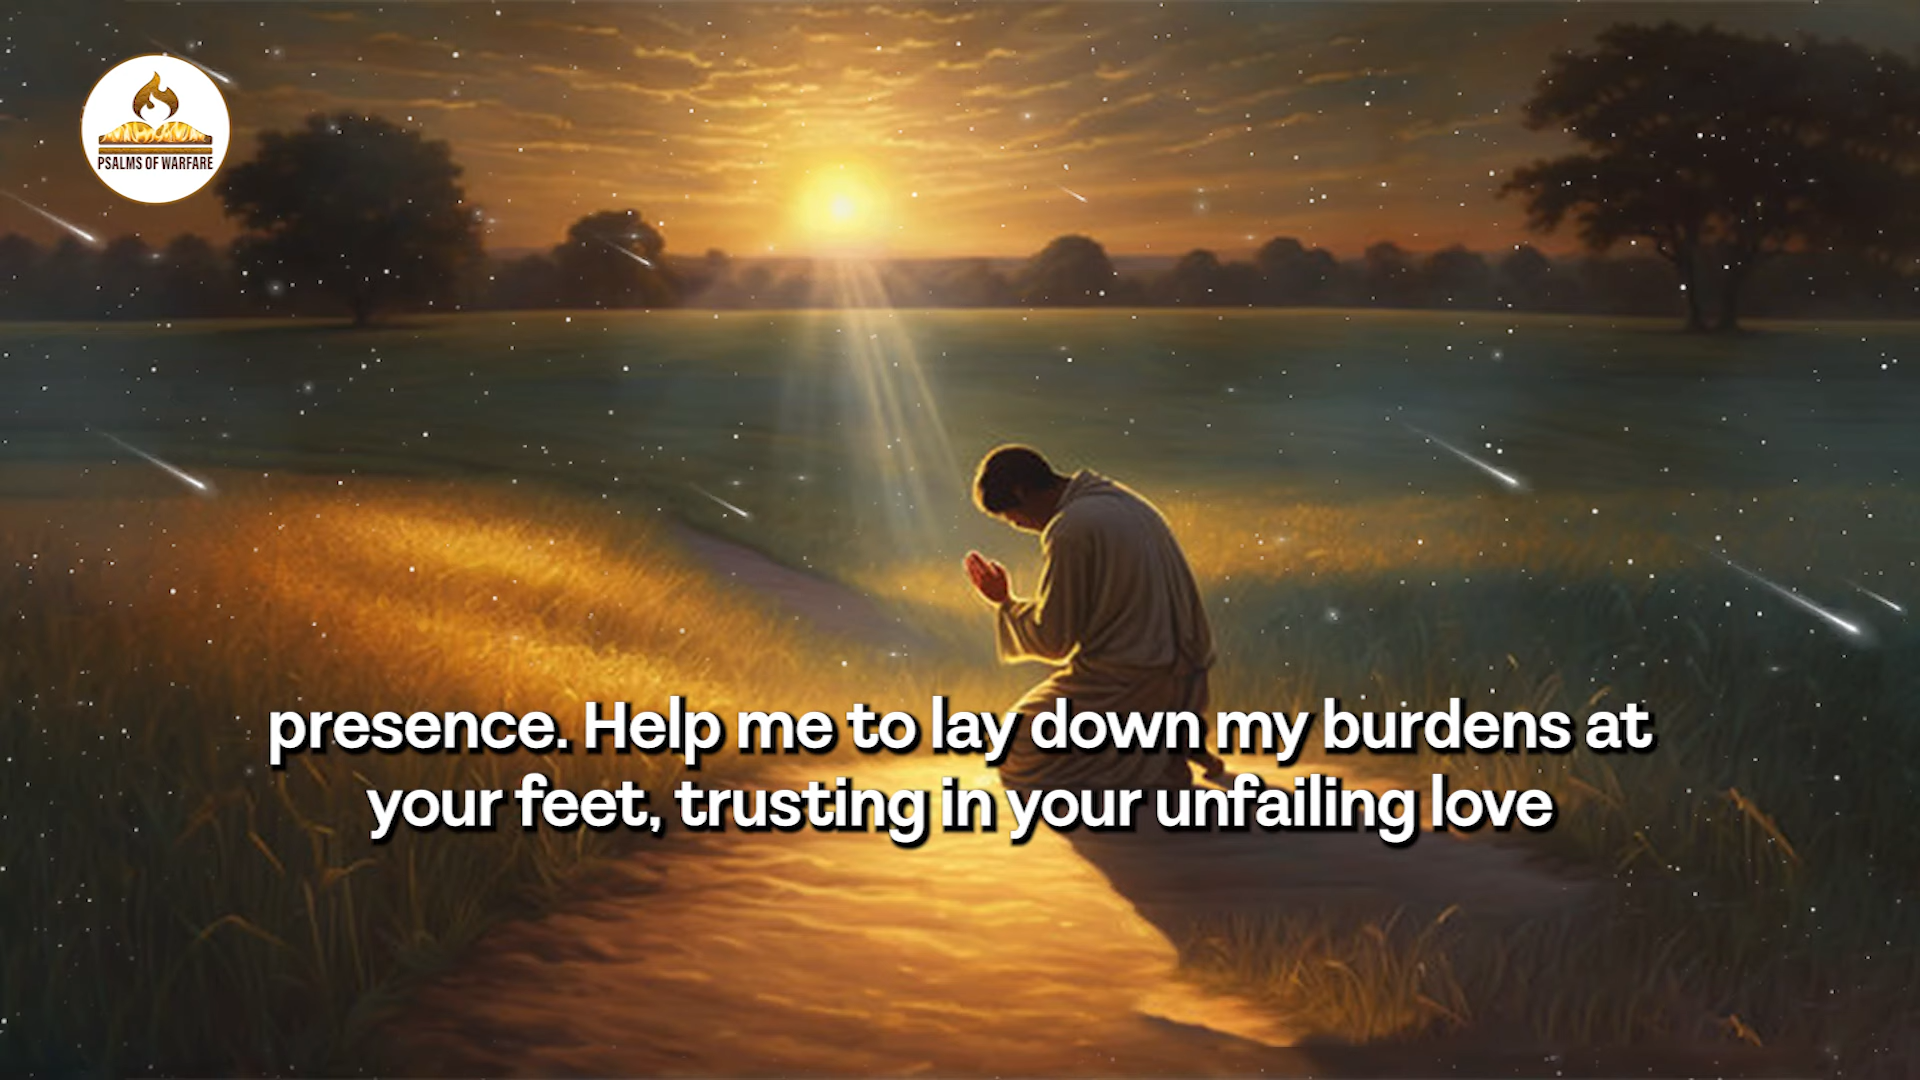 PSALMS OF WARFARE
presence. Help me to lay down my burdens at
your feet, trusting in your unfailing love